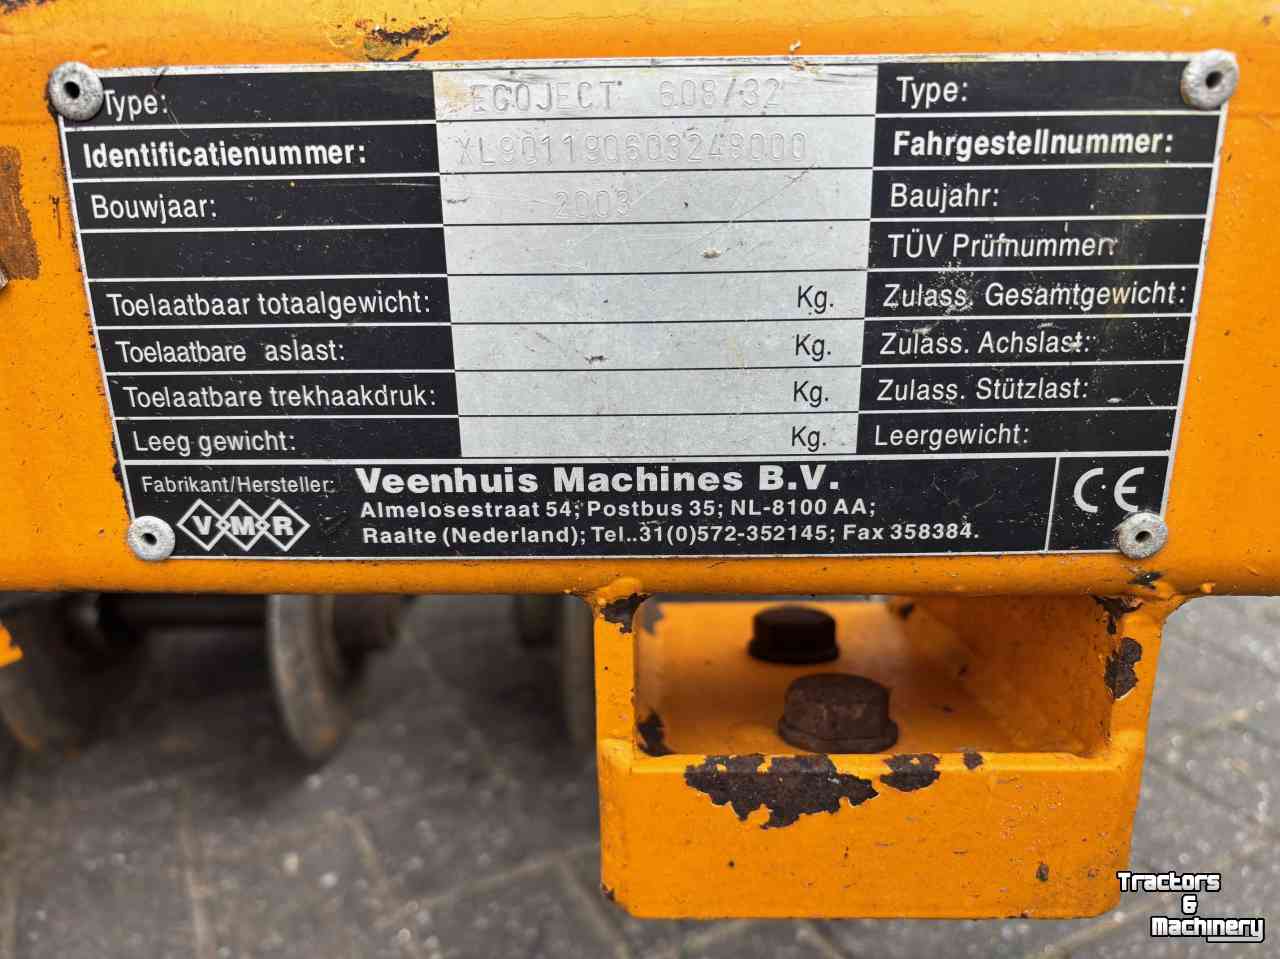 Type: ECOJECT 608/32 Type:
Identificatienummer: Fahrgestellnummer:
Bouwjaar: 2003 Baujahr:
TÜV Prüfnummer:
Toelaatbaar totaalgewicht: Kg. Zulass. Gesamtgewicht:
Toelaatbare aslast: Kg. Zulass. Achslast:
Toelaatbare trekhaakdruk: Kg. Zulass. Stützlast:
Leeg gewicht: Kg. Leergewicht:
Fabrikant/Hersteller: Veenhuis Machines B.V.
VMR
Almelosestraat 54; Postbus 35; NL-8100 AA;
Raalte (Nederland); Tel..31(0)572-352145; Fax 358384.
CE
Tractors
&
Machinery